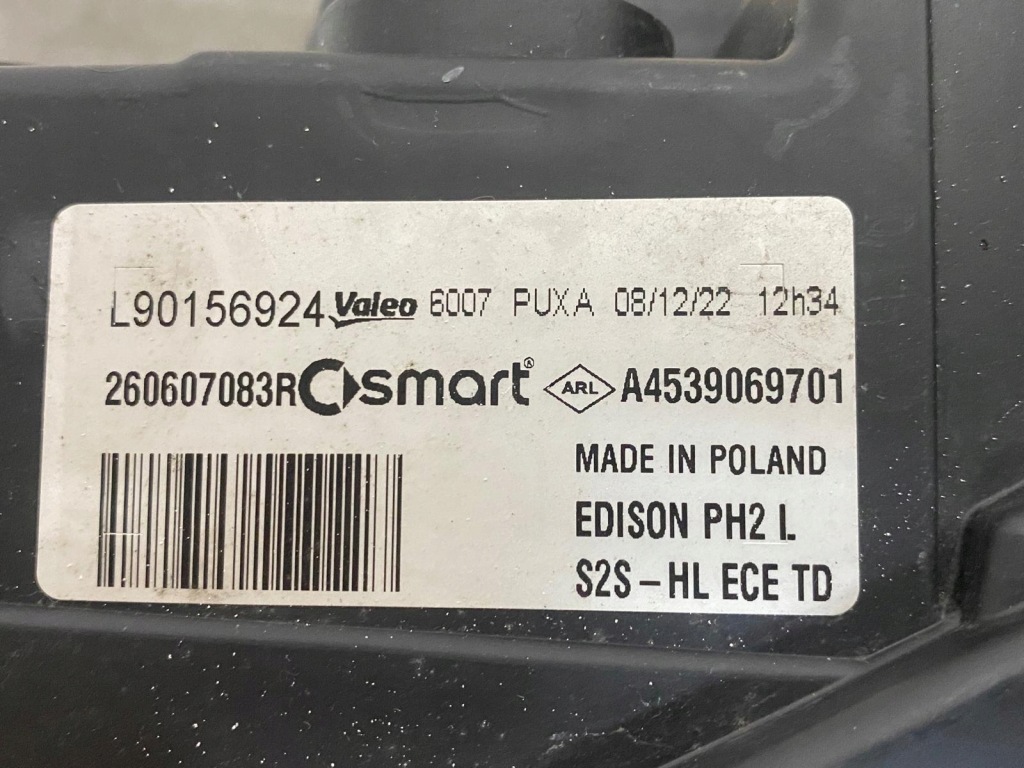 L90156924 Valeo 6007 PUXA 08/12/22 12h34
260607083R smart® ARL A4539069701
MADE IN POLAND
EDISON PH2 L
S2S-HL ECE TD